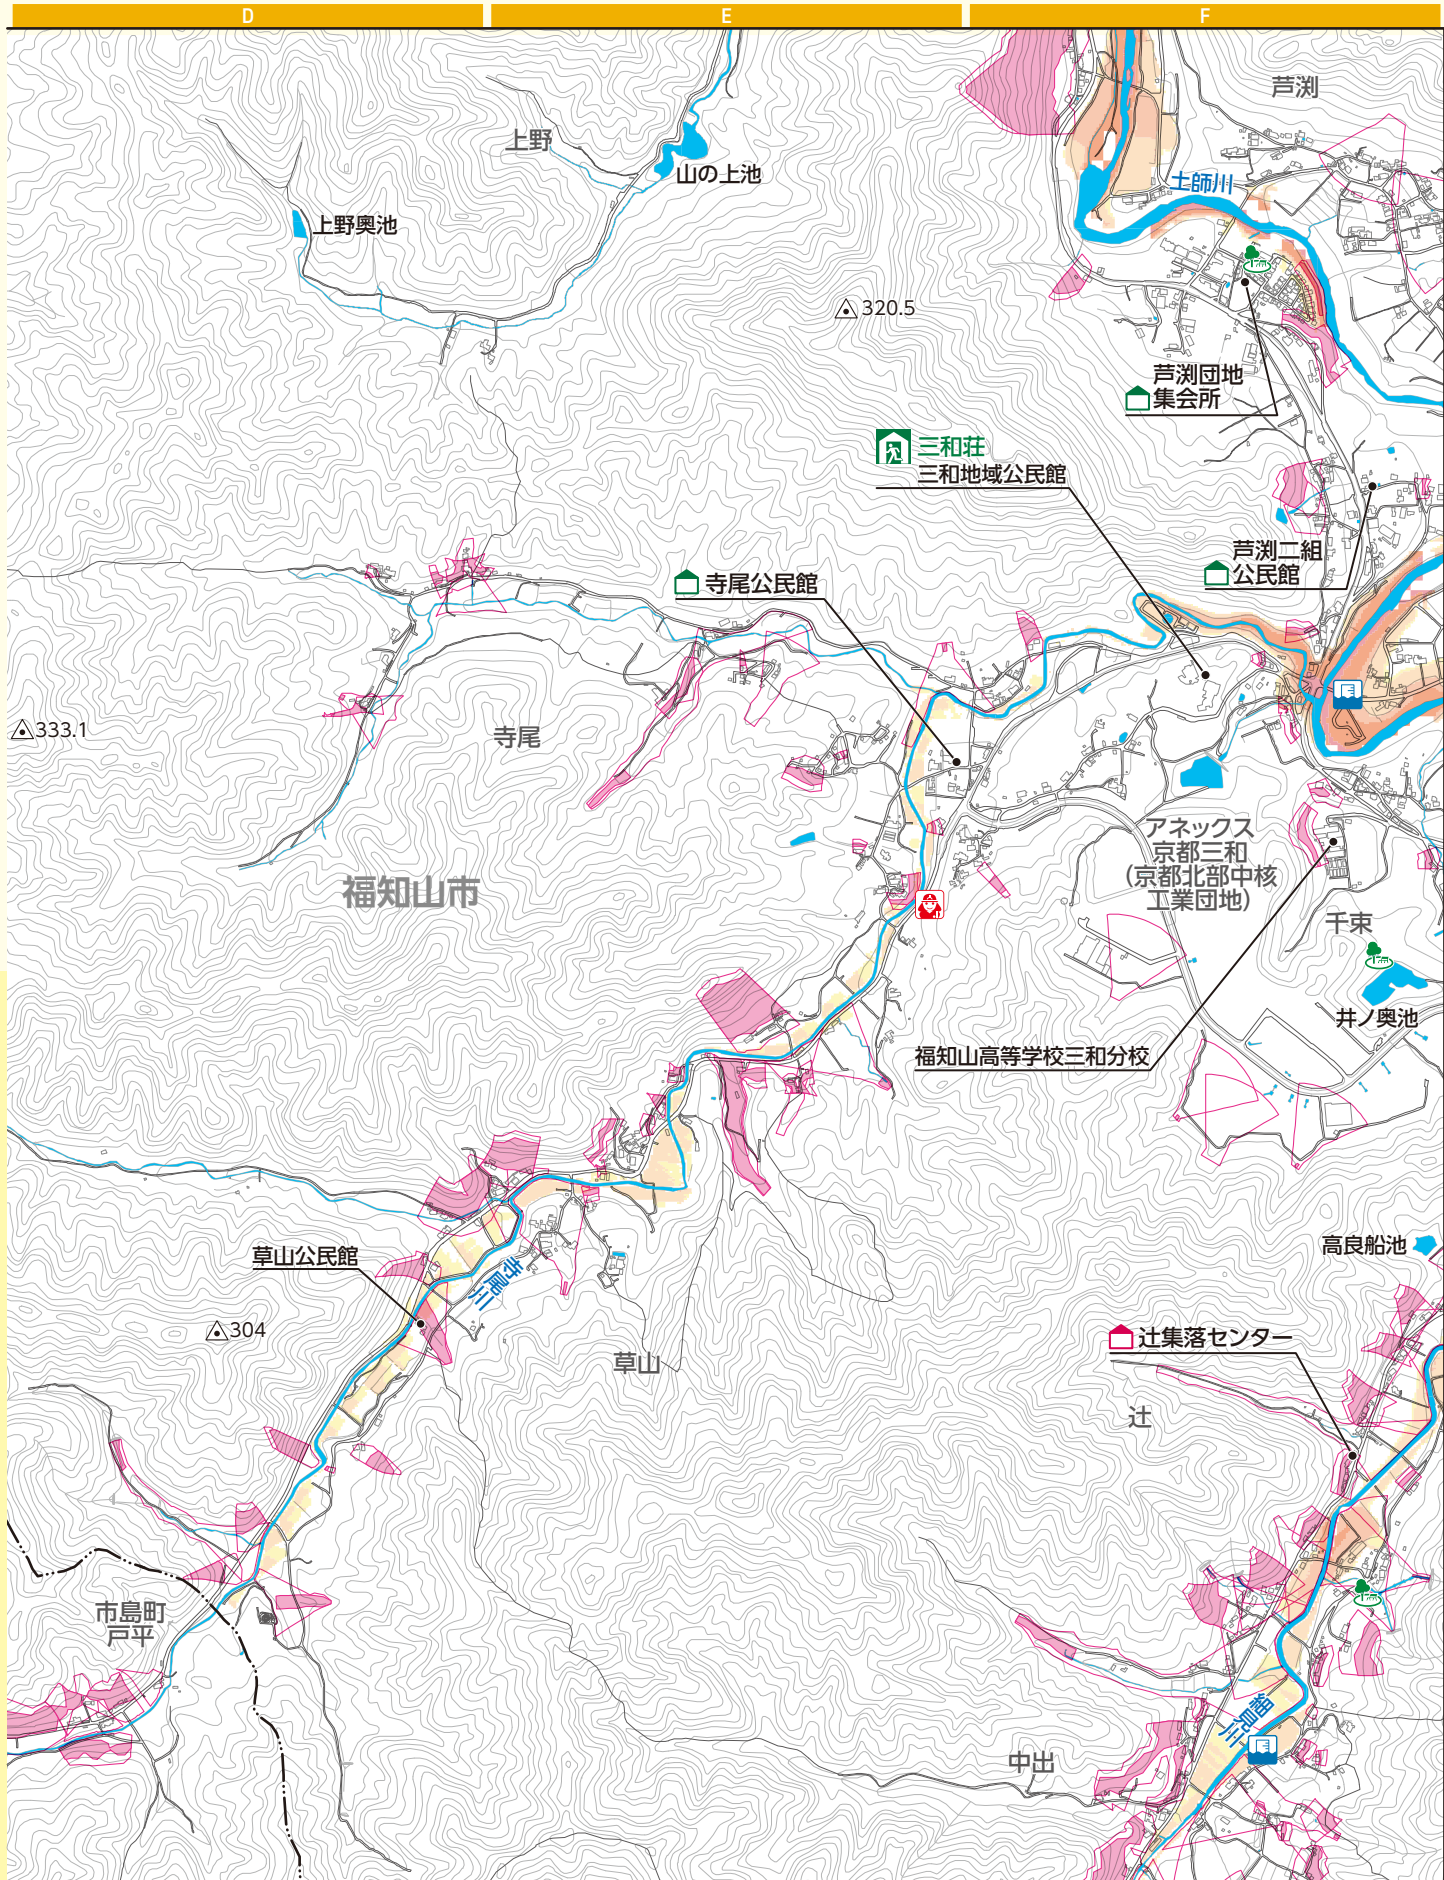 D
E
F
芦渕
上野
山の上池
土師川
上野奥池
320.5
芦渕団地
集会所
三和荘
三和地域公民館
芦渕二組
公民館
寺尾公民館
333.1
寺尾
アネックス
京都三和
(京都北部中核
工業団地)
福知山市
千束
井ノ奥池
福知山高等学校三和分校
高良船池
草山公民館
寺尾川
304
辻集落センター
草山
辻
市島町
戸平
細見川
中出